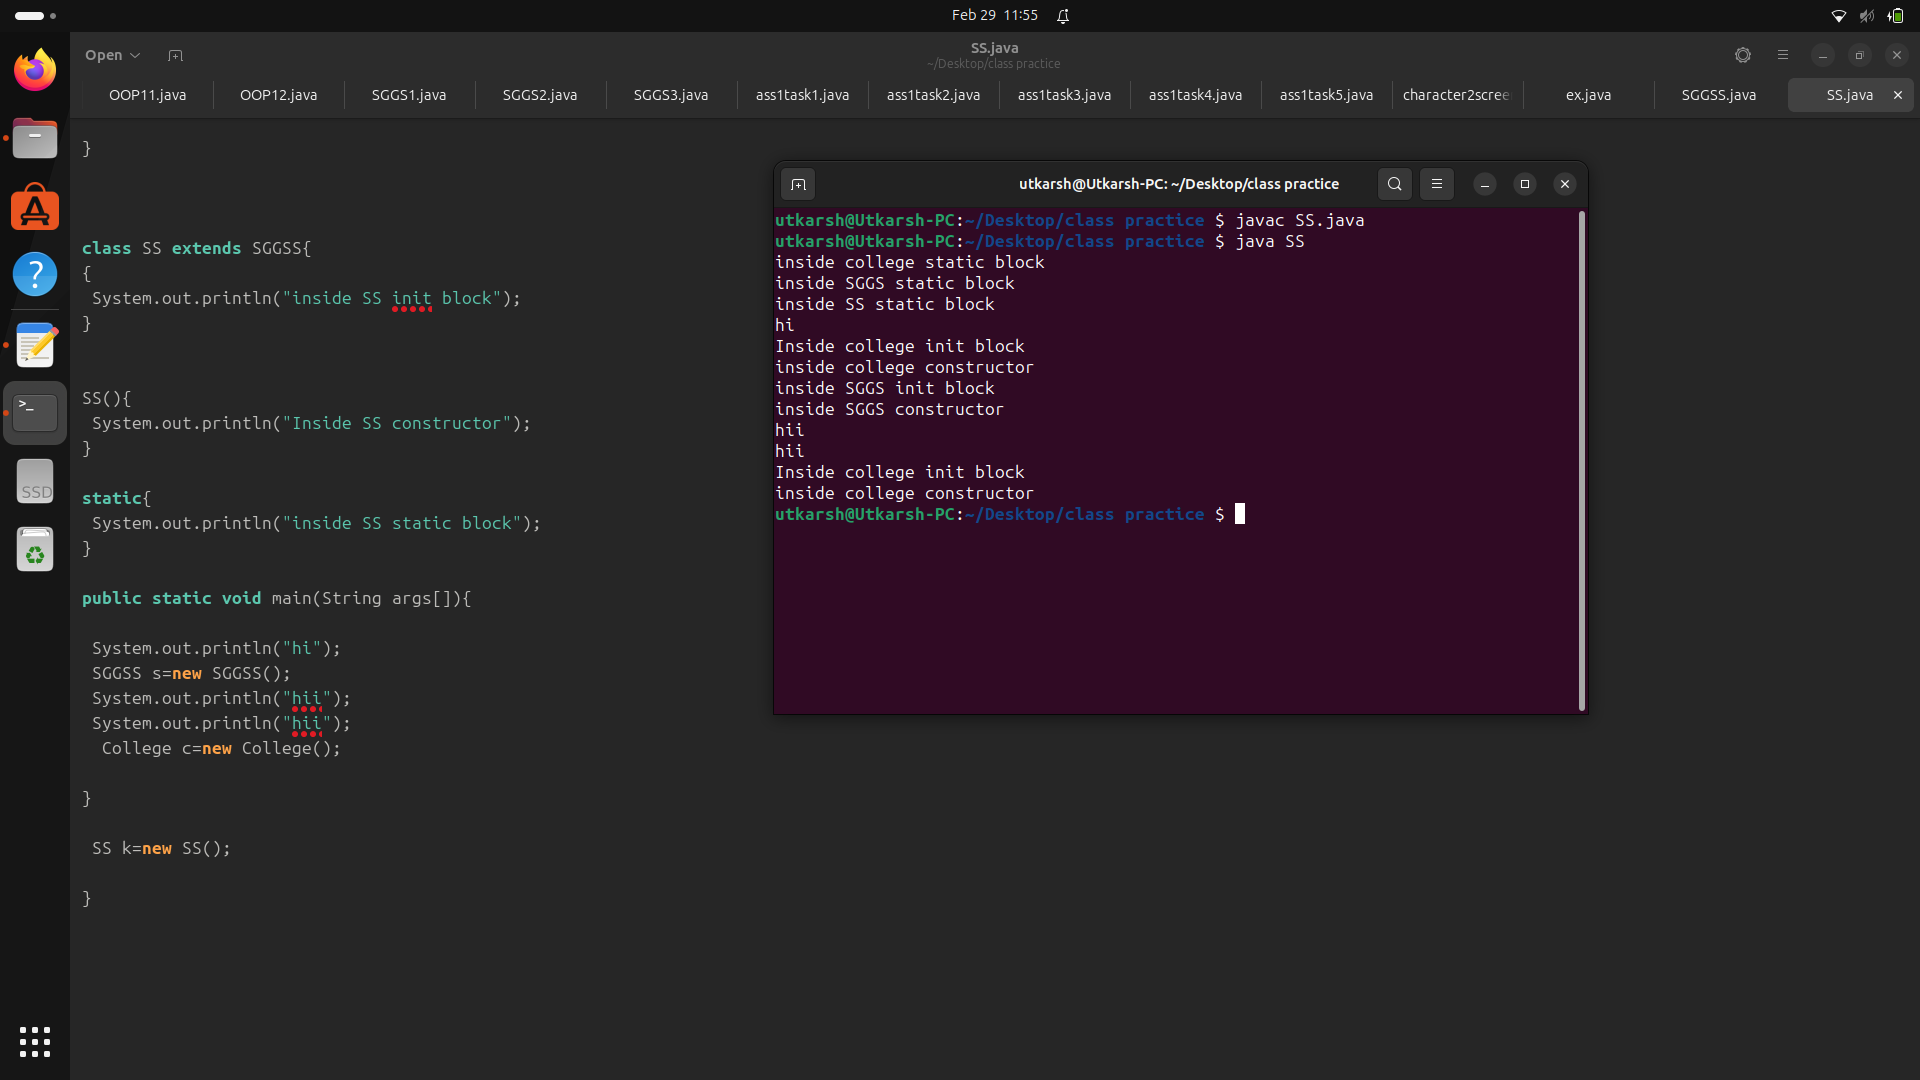 Feb 29 11:55
Open
SS.java
~/Desktop/class practice
OOP11.java
OOP12.java
SGGS1.java
SGGS2.java
SGGS3.java
ass1task1.java
ass1task2.java
ass1task3.java
ass1task4.java
ass1task5.java
character2scree
ex.java
SGGSS.java
SS.java
}
class SS extends SGGSS{
{
System.out.println("inside SS init block");
}
SS(){
System.out.println("Inside SS constructor");
}
static{
System.out.println("inside SS static block");
}
public static void main(String args[]){
System.out.println("hi");
SGGSS s=new SGGSS();
System.out.println("hii");
System.out.println("hii");
College c=new College();
}
SS k=new SS();
}
utkarsh@Utkarsh-PC: ~/Desktop/class practice
utkarsh@Utkarsh-PC:~/Desktop/class practice $ javac SS.java
utkarsh@Utkarsh-PC:~/Desktop/class practice $ java SS
inside college static block
inside SGGS static block
inside SS static block
hi
Inside college init block
inside college constructor
inside SGGS init block
inside SGGS constructor
hii
hii
Inside college init block
inside college constructor
utkarsh@Utkarsh-PC:~/Desktop/class practice $
>_
SSD